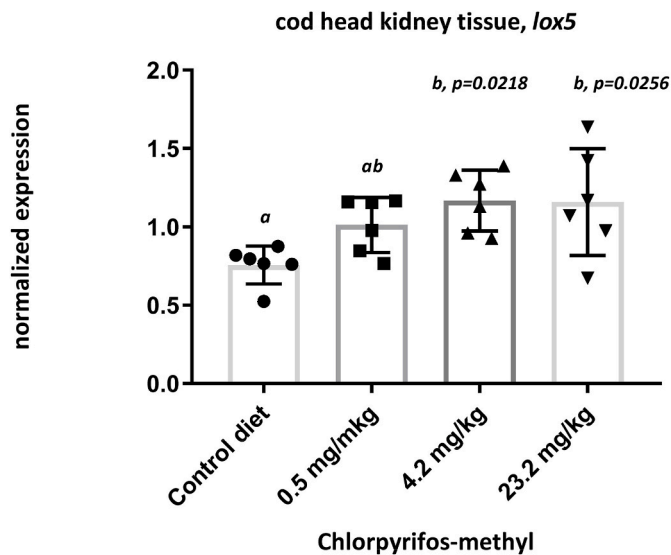 cod head kidney tissue, lox5
normalized expression
2.0
1.5
1.0
0.5
0.0
a
ab
b, p=0.0218
b, p=0.0256
Control diet
0.5 mg/mkg
4.2 mg/kg
23.2 mg/kg
Chlorpyrifos-methyl